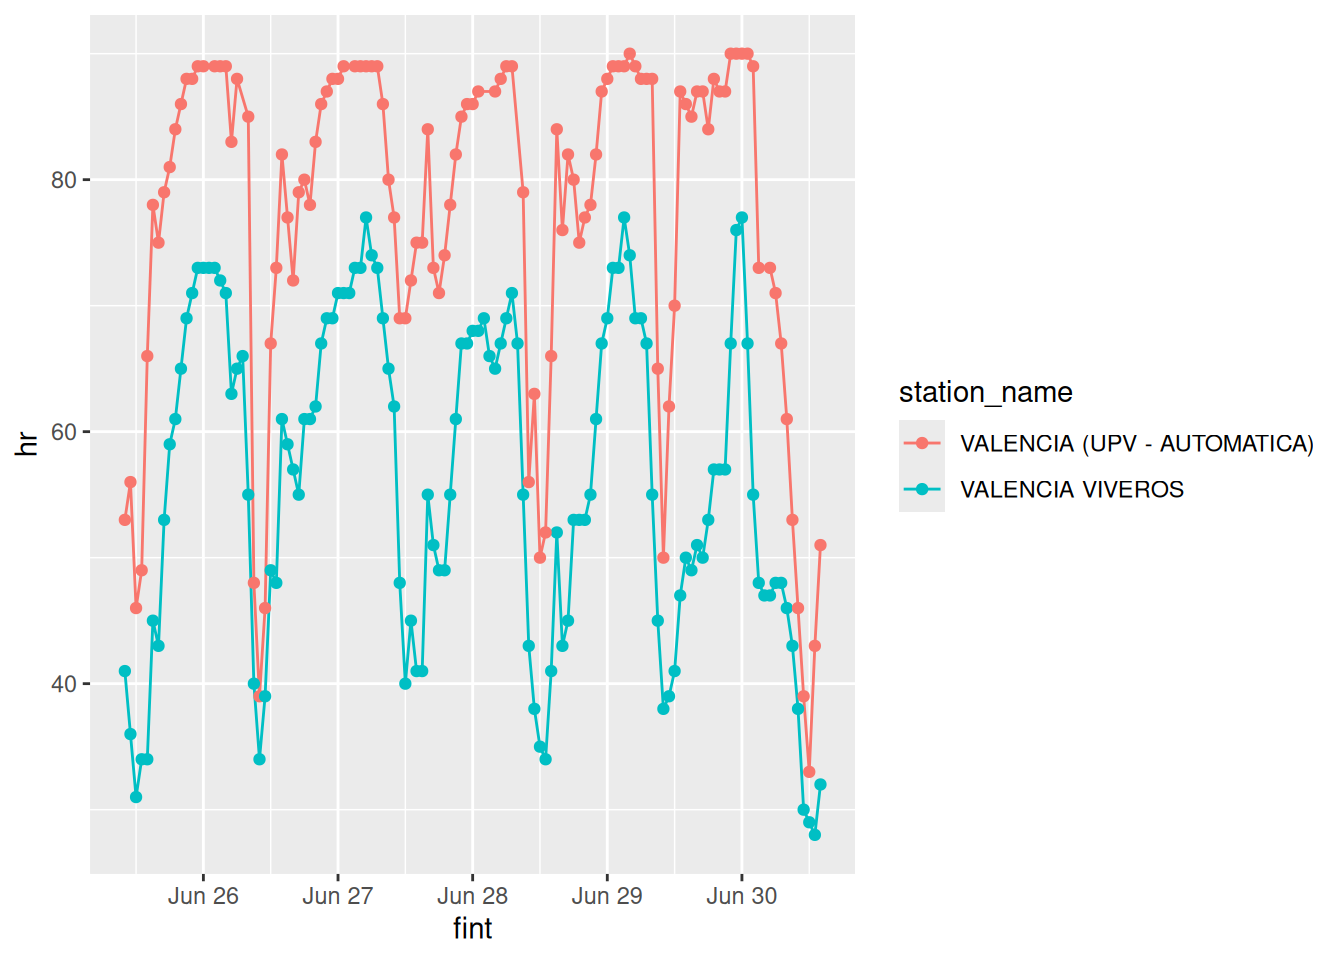 80
60
40
hr
Jun 26
Jun 27
Jun 28
Jun 29
Jun 30
fint
station_name
VALENCIA (UPV - AUTOMATICA)
VALENCIA VIVEROS